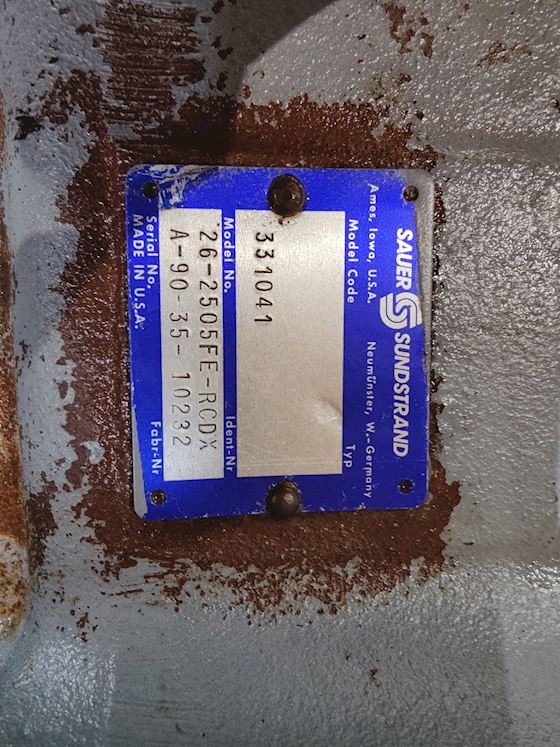 SAUER SUNDSTRAND
Ames, Iowa, U.S.A. Neumünster, W.-Germany
Model Code Typ
331041
Model No. Ident-Nr
26-2505FE-RCDX
A-90-35-10232
Serial No. Fabr-Nr
MADE IN U.S.A.